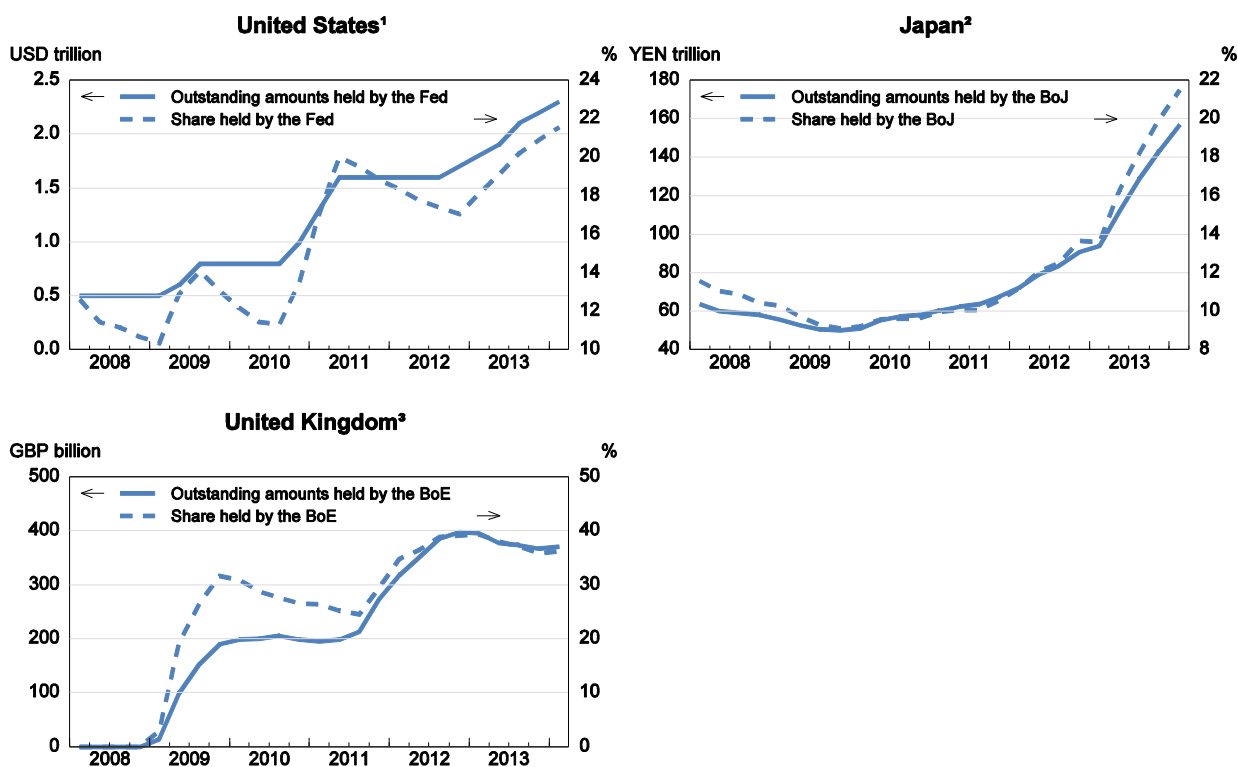 United States¹
USD trillion %
2.5 24
Outstanding amounts held by the Fed
Share held by the Fed
22
2.0
20
1.5
18
1.0
16
14
0.5
12
0.0 10
2008 2009 2010 2011 2012 2013
Japan²
YEN trillion %
180 22
Outstanding amounts held by the BoJ
Share held by the BoJ
160 20
140 18
120 16
100 14
80 12
60 10
40 8
2008 2009 2010 2011 2012 2013
United Kingdom³
GBP billion %
500 50
Outstanding amounts held by the BoE
Share held by the BoE
400 40
300 30
200 20
100 10
0 0
2008 2009 2010 2011 2012 2013